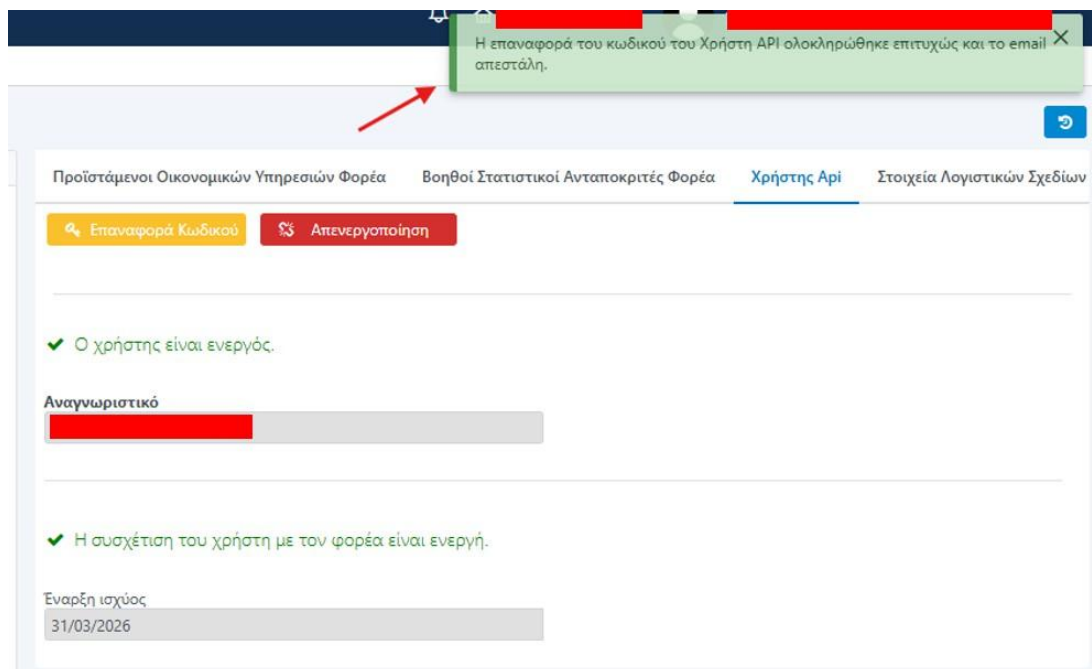 Η επαναφορά του κωδικού του Χρήστη API ολοκληρώθηκε επιτυχώς και το email
απεστάλη.
Προϊστάμενοι Οικονομικών Υπηρεσιών Φορέα Βοηθοί Στατιστικοί Ανταποκριτές Φορέα Χρήστης Api Στοιχεία Λογιστικών Σχεδίων
Επαναφορά Κωδικού Απενεργοποίηση
Ο χρήστης είναι ενεργός.
Αναγνωριστικό
Η συσχέτιση του χρήστη με τον φορέα είναι ενεργή.
Έναρξη ισχύος
31/03/2026